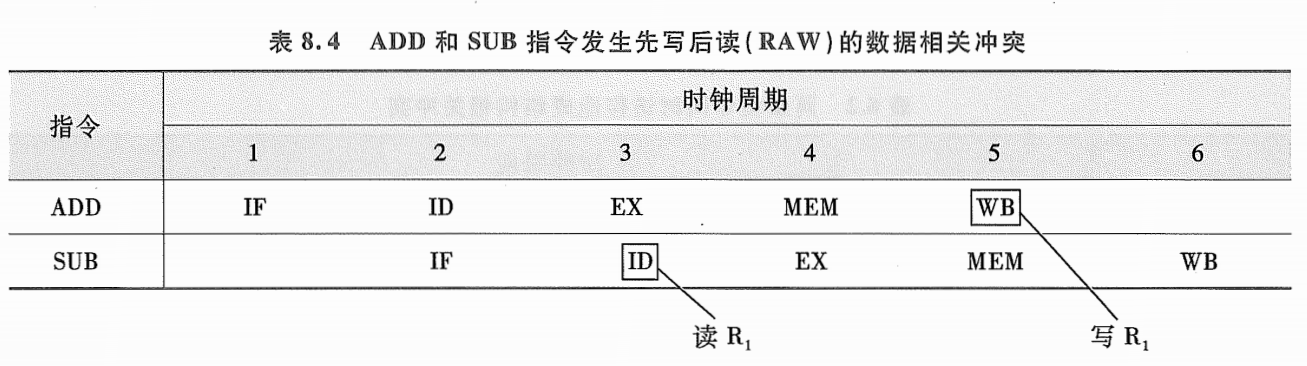 表 8.4 ADD 和 SUB 指令发生先写后读(RAW)的数据相关冲突
指令 时钟周期
1 2 3 4 5 6
ADD IF ID EX MEM WB
SUB IF ID EX MEM WB
读 R₁ 写 R₁